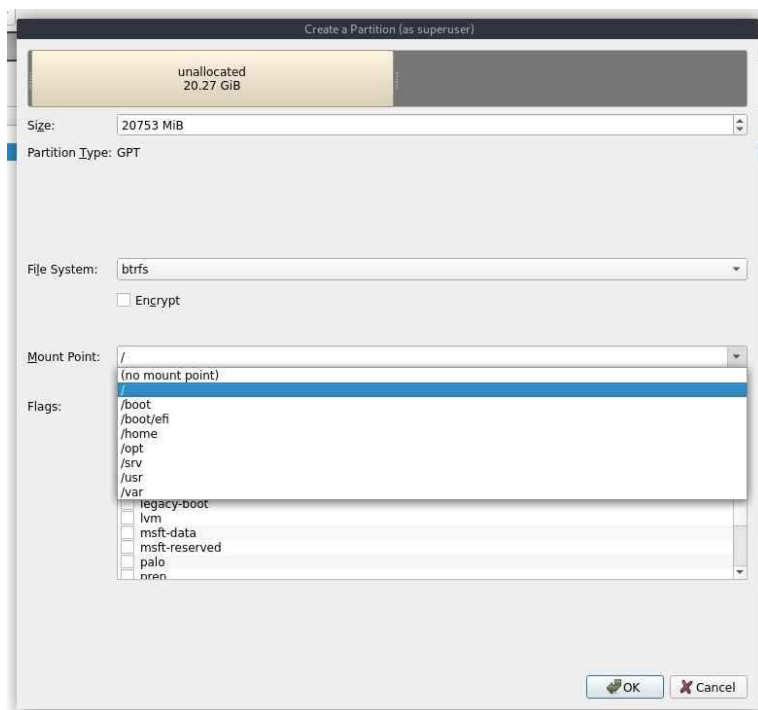 Create a Partition (as superuser)
unallocated
20.27 GiB
Size: 20753 MiB
Partition Type: GPT
File System: btrfs
Encrypt
Mount Point: /
(no mount point)
/
/boot
/boot/efi
Flags:
/home
/opt
/srv
/usr
/var
legacy-boot
lvm
msft-data
msft-reserved
palo
prep
OK Cancel